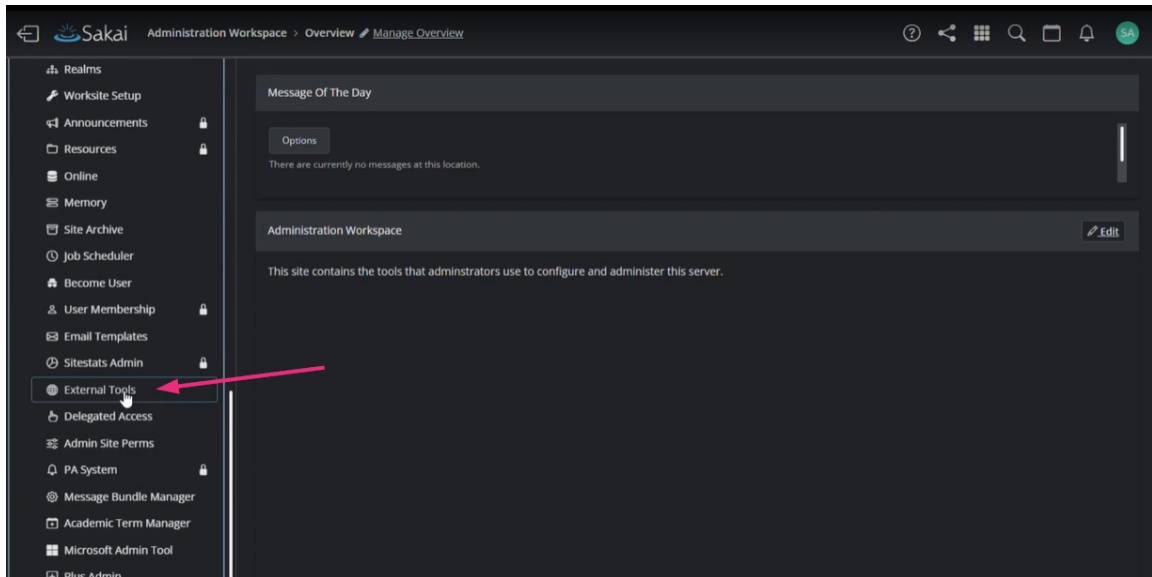 Sakai Administration Workspace > Overview Manage Overview SA
Realms
Worksite Setup
Announcements
Resources
Online
Memory
Site Archive
Job Scheduler
Become User
User Membership
Email Templates
Sitestats Admin
External Tools
Delegated Access
Admin Site Perms
PA System
Message Bundle Manager
Academic Term Manager
Microsoft Admin Tool
Plus Admin
Message Of The Day
Options
There are currently no messages at this location.
Administration Workspace Edit
This site contains the tools that adminstrators use to configure and administer this server.